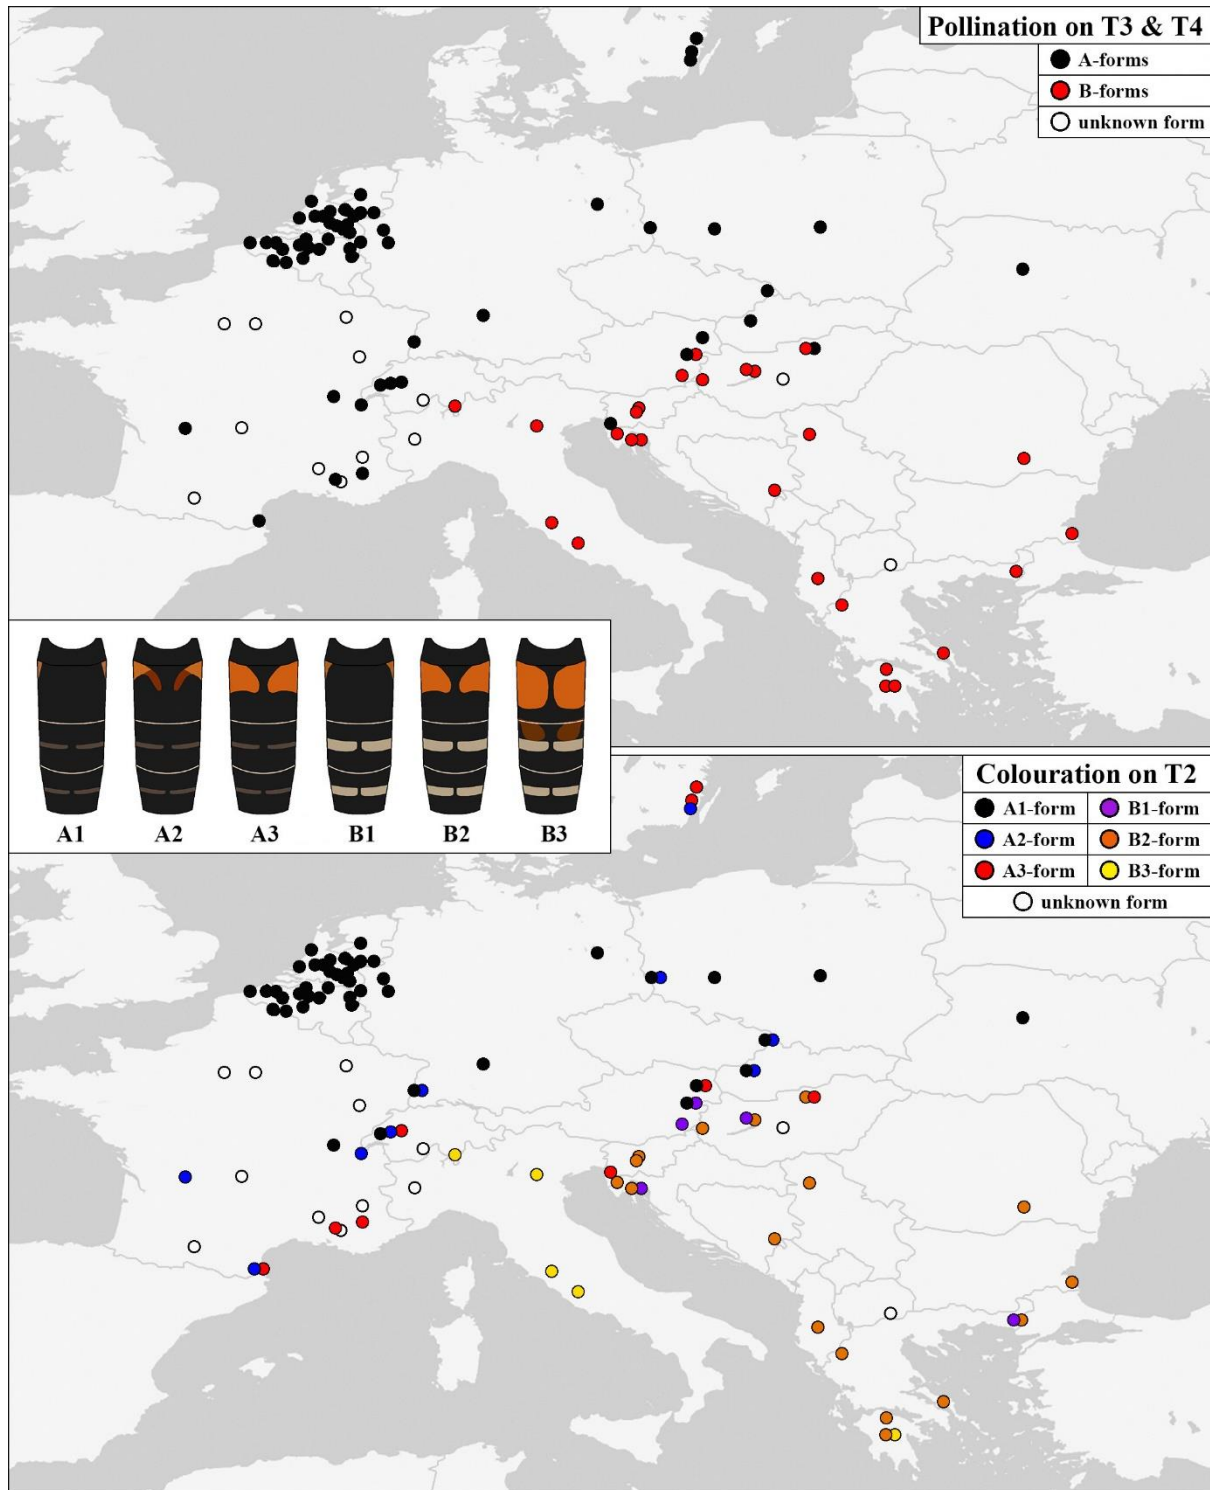 Pollination on T3 & T4
A-forms
B-forms
unknown form
A1 A2 A3 B1 B2 B3
Colouration on T2
A1-form B1-form
A2-form B2-form
A3-form B3-form
unknown form